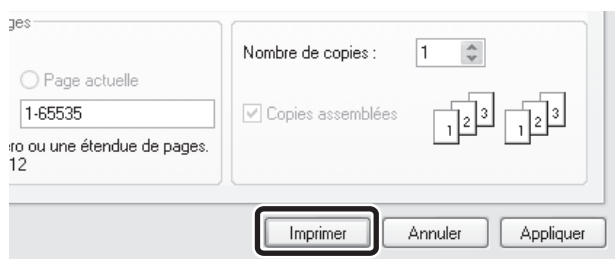 ges
Nombre de copies : 1
Page actuelle
1-65535
Copies assemblées
1 2 3 1 2 3
ro ou une étendue de pages.
12
Imprimer Annuler Appliquer